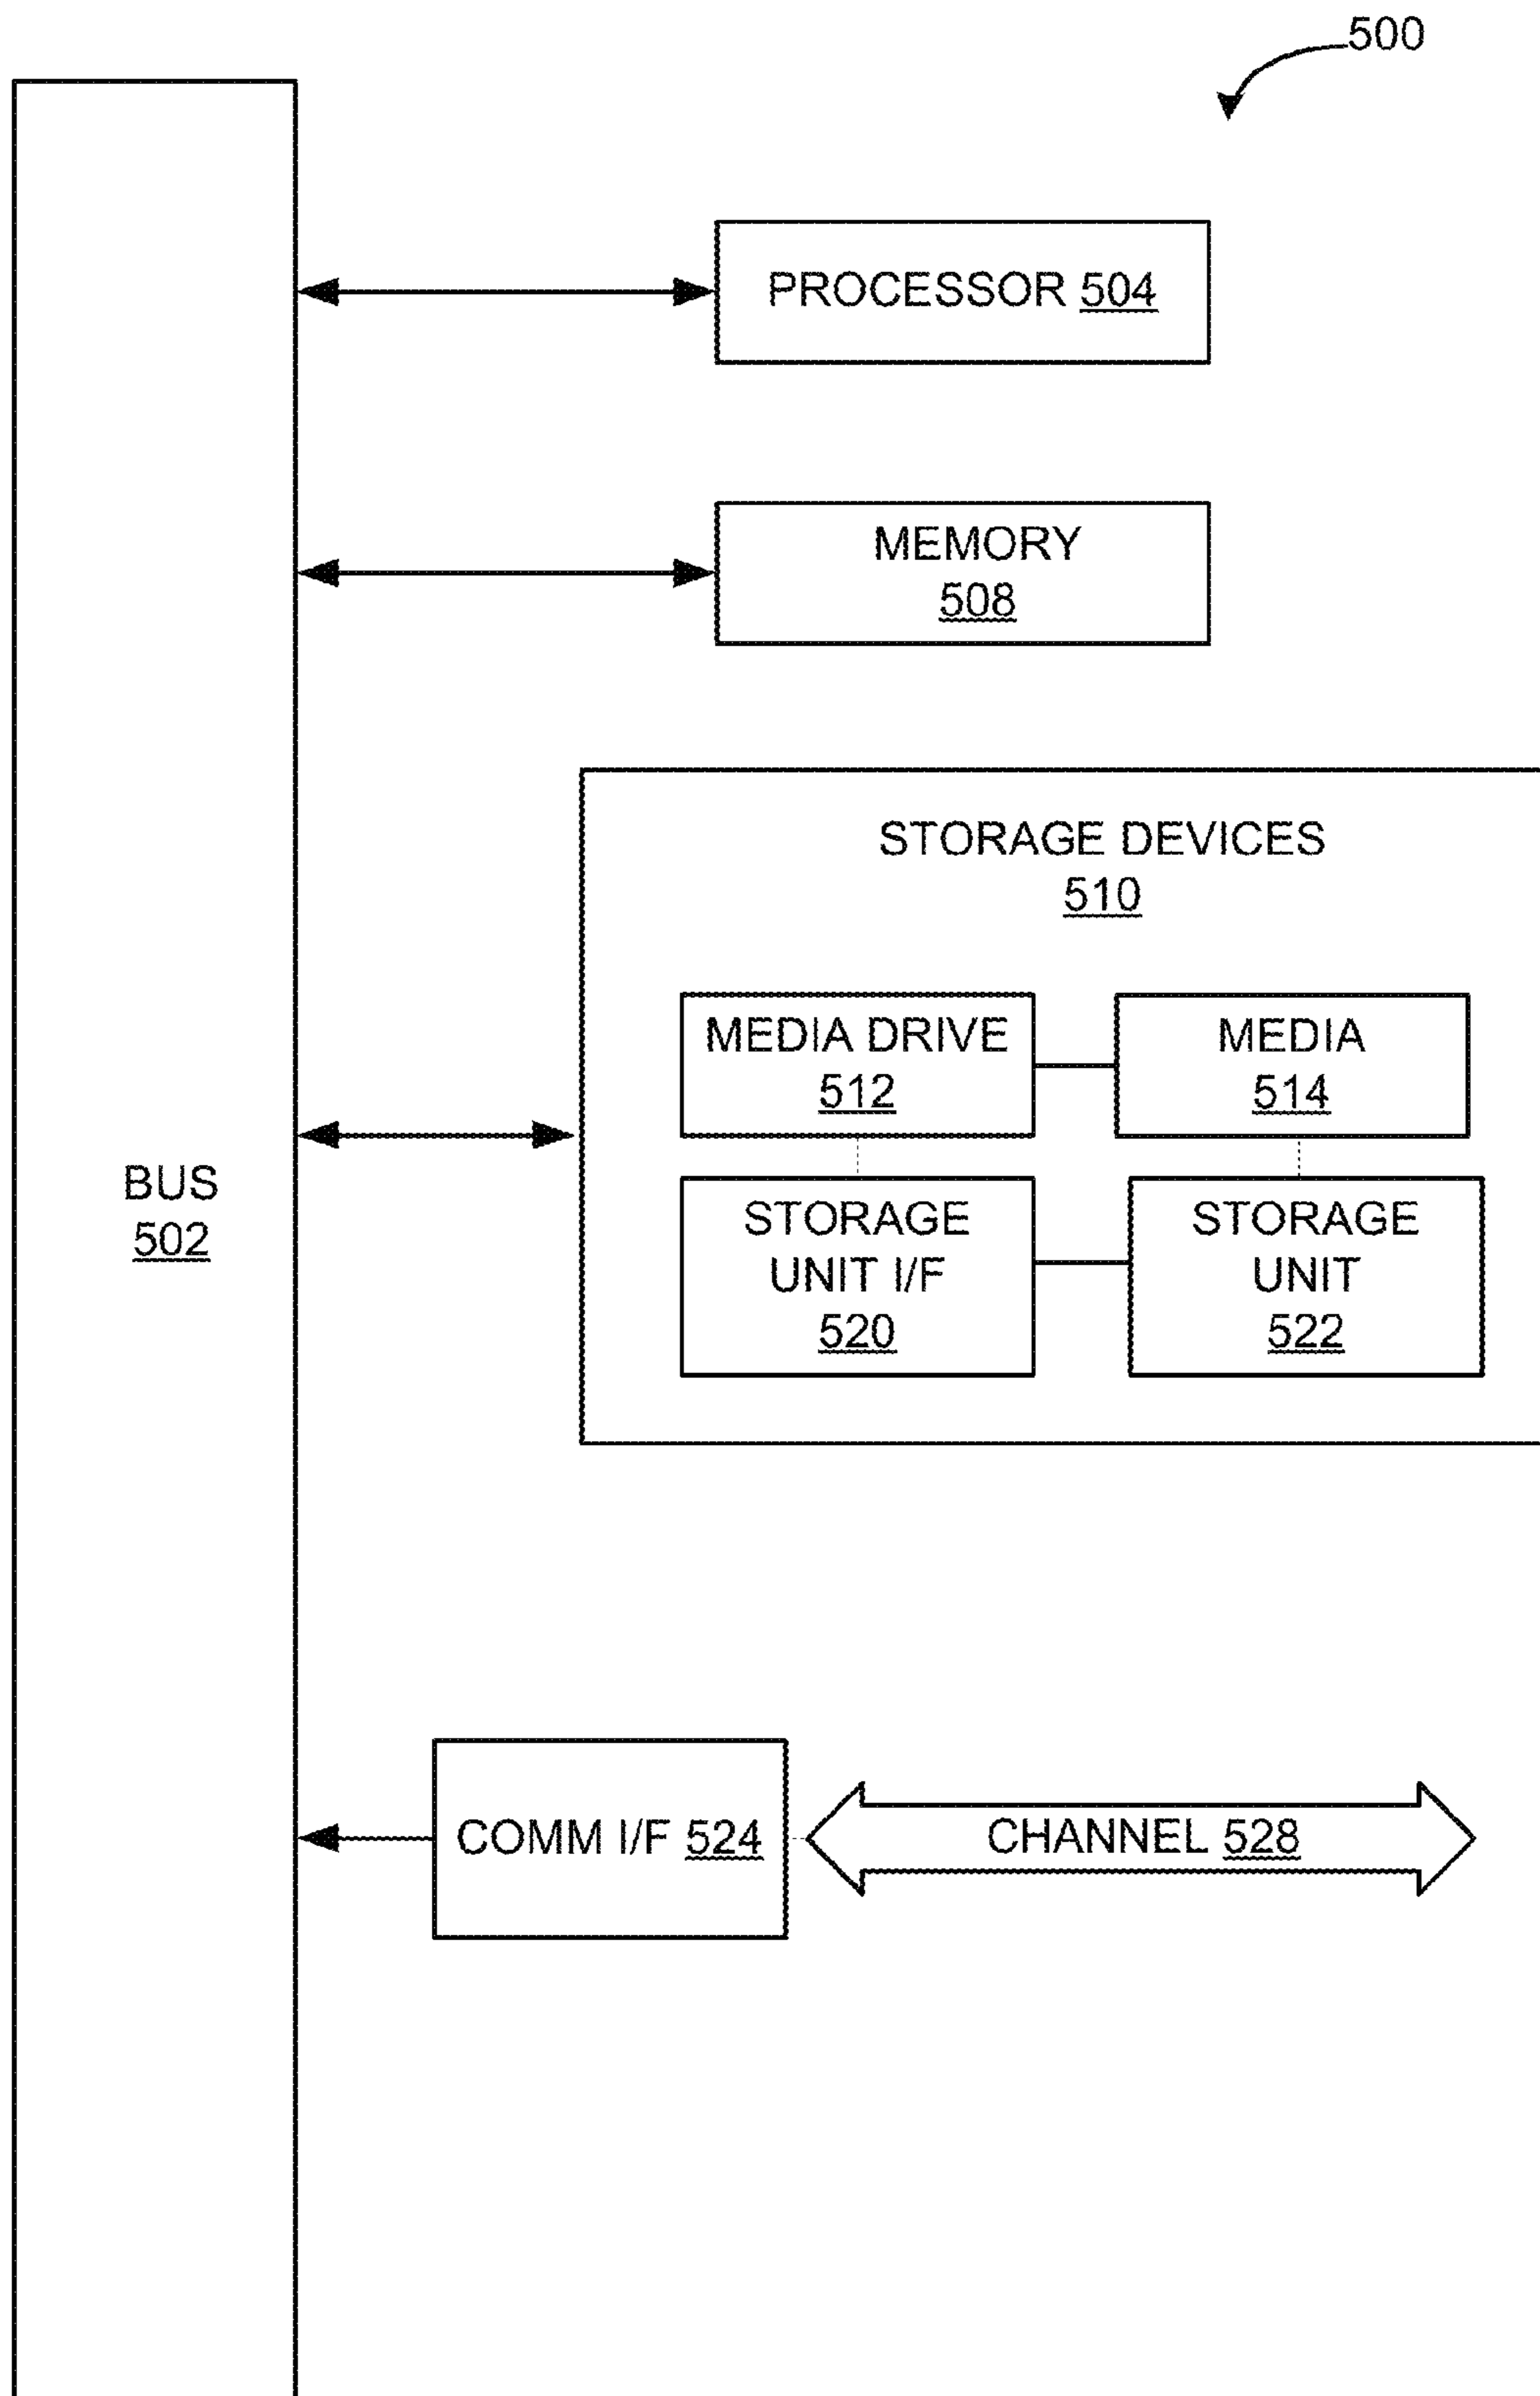 500
PROCESSOR 504
MEMORY
508
STORAGE DEVICES
510
MEDIA DRIVE
512
MEDIA
514
BUS
502
STORAGE
UNIT I/F
520
STORAGE
UNIT
522
COMM I/F 524
CHANNEL 528